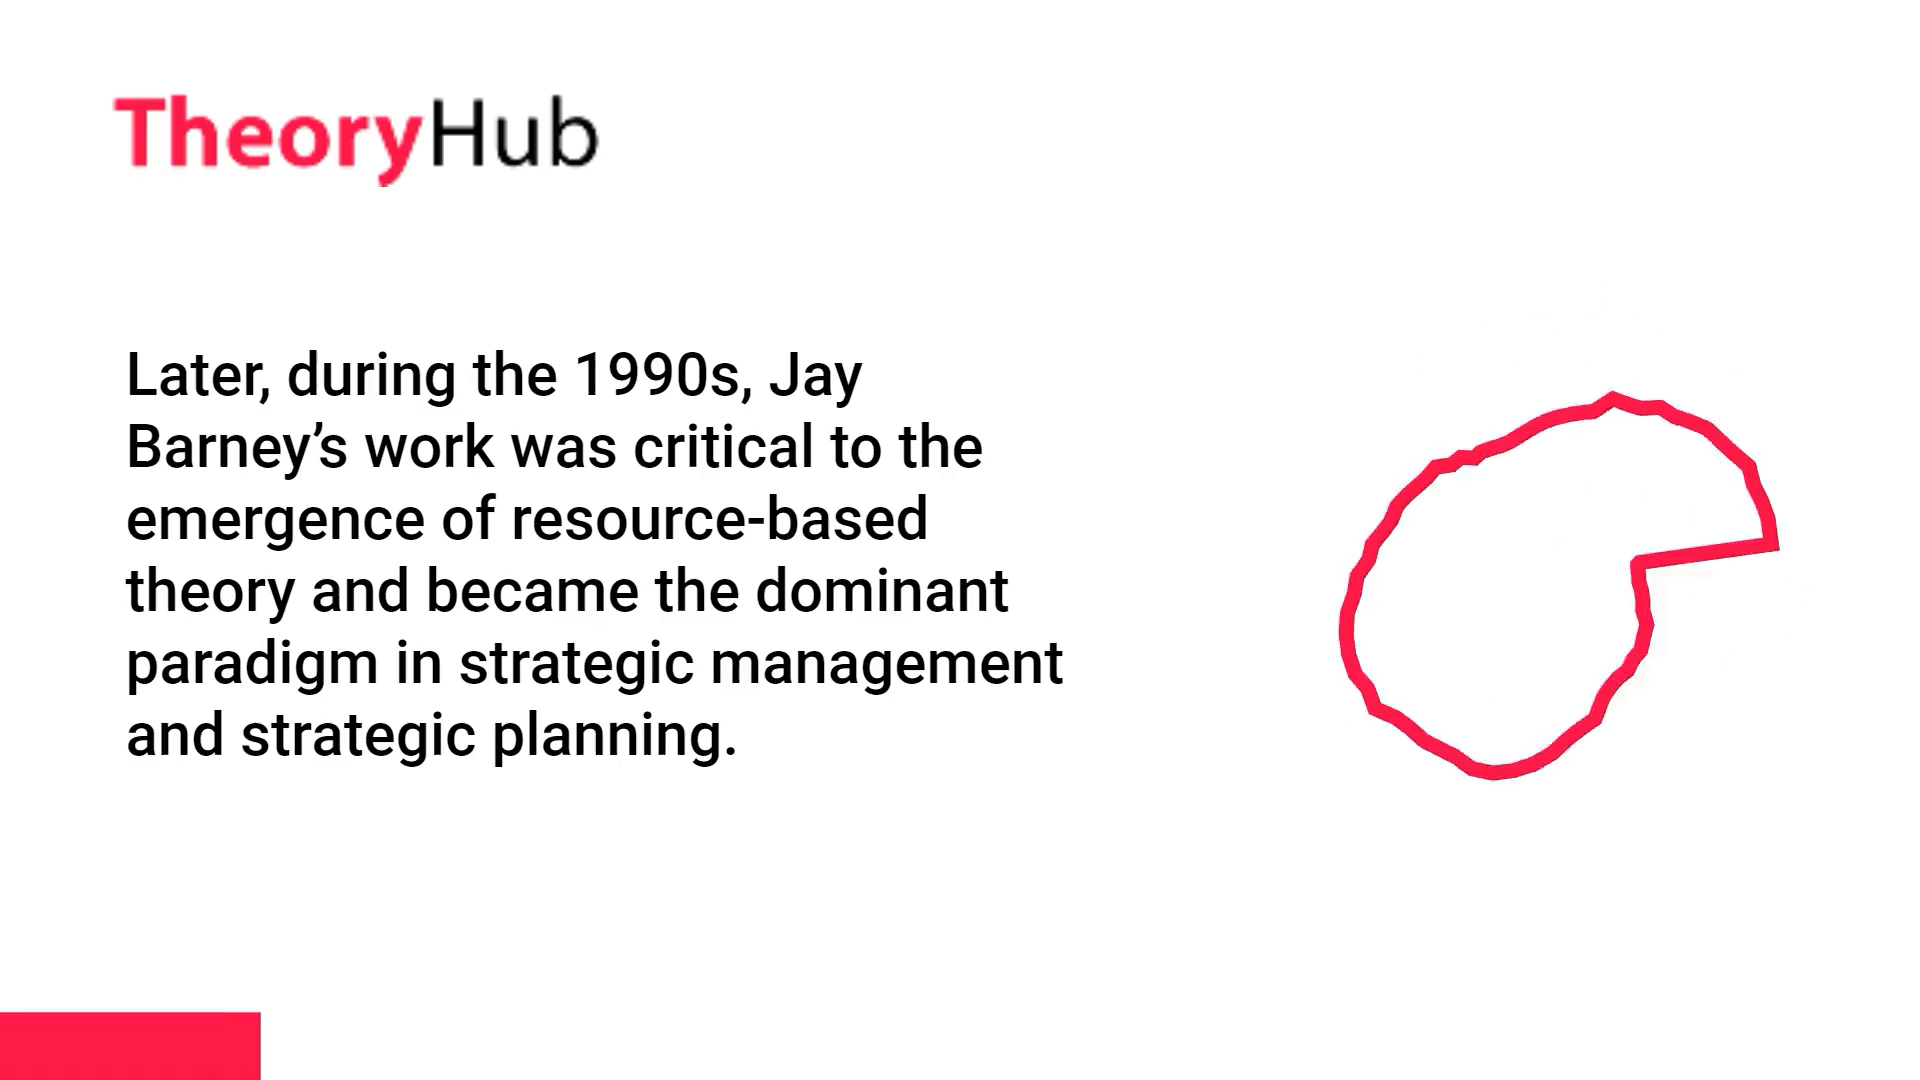 TheoryHub
Later, during the 1990s, Jay
Barney’s work was critical to the
emergence of resource-based
theory and became the dominant
paradigm in strategic management
and strategic planning.